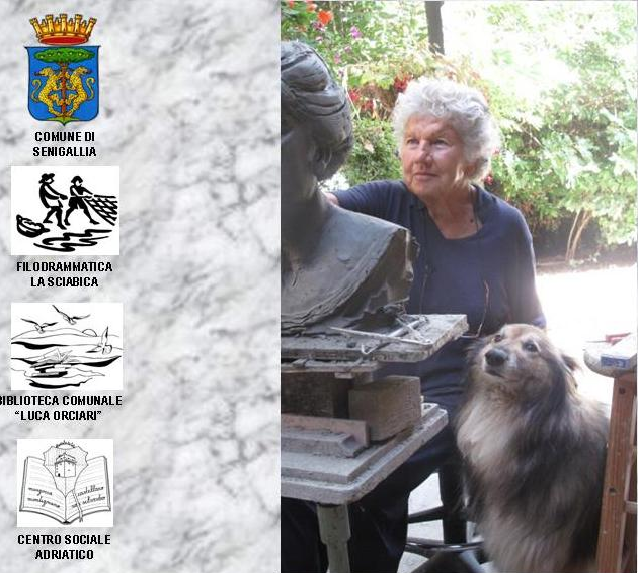 COMUNE DI
SENIGALLIA
FILODRAMMATICA
LA SCIABICA
BIBLIOTECA COMUNALE
"LUCA ORCIARI"
CENTRO SOCIALE
ADRIATICO